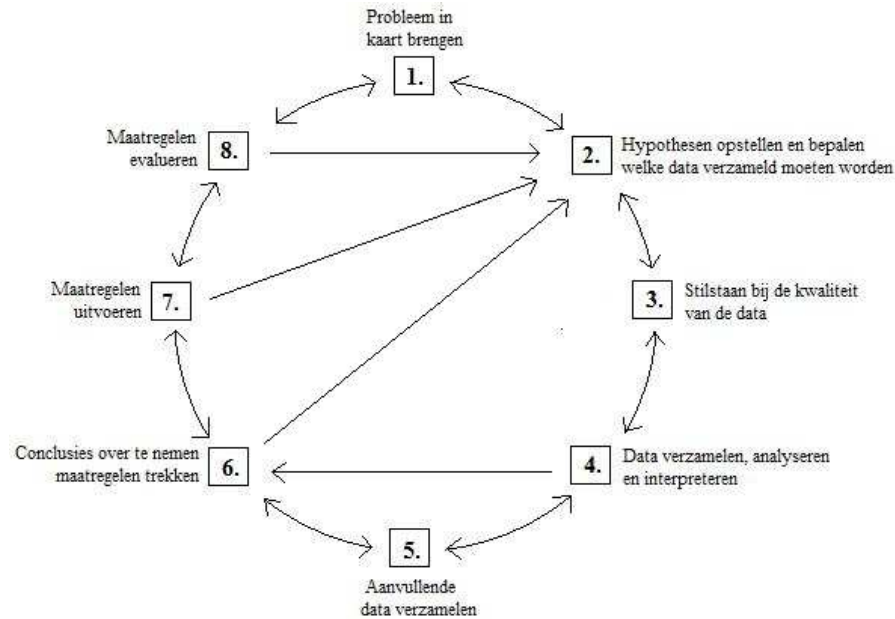 Probleem in
kaart brengen
1.
2.
Hypothesen opstellen en bepalen
welke data verzameld moeten worden
3.
Stilstaan bij de kwaliteit
van de data
4.
Data verzamelen, analyseren
en interpreteren
5.
Aanvullende
data verzamelen
6.
Conclusies over te nemen
maatregelen trekken
7.
Maatregelen
uitvoeren
8.
Maatregelen
evalueren